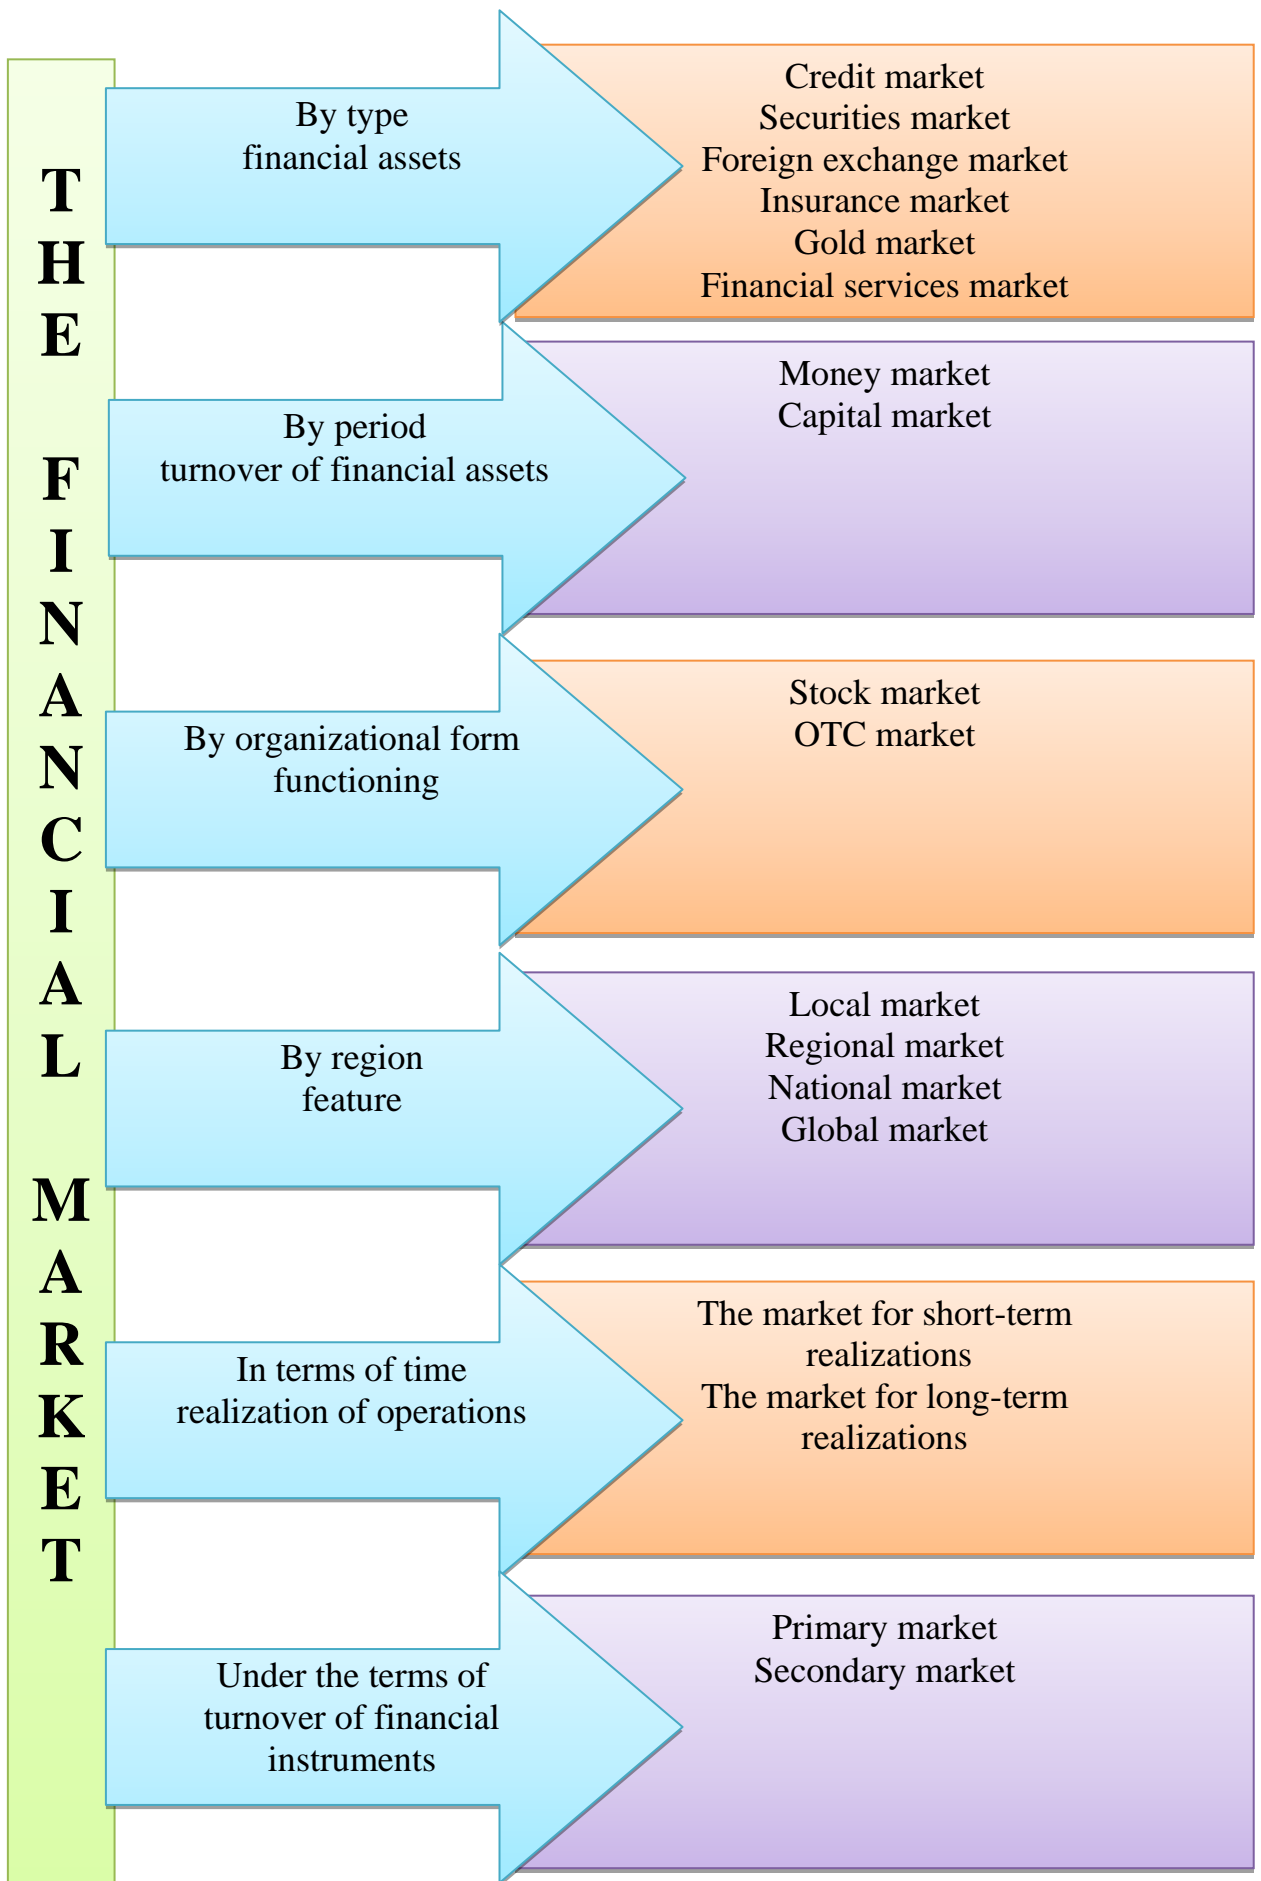 THE FINANCIAL MARKET
By type
financial assets
Credit market
Securities market
Foreign exchange market
Insurance market
Gold market
Financial services market
By period
turnover of financial assets
Money market
Capital market
By organizational form
functioning
Stock market
OTC market
By region
feature
Local market
Regional market
National market
Global market
In terms of time
realization of operations
The market for short-term
realizations
The market for long-term
realizations
Under the terms of
turnover of financial
instruments
Primary market
Secondary market